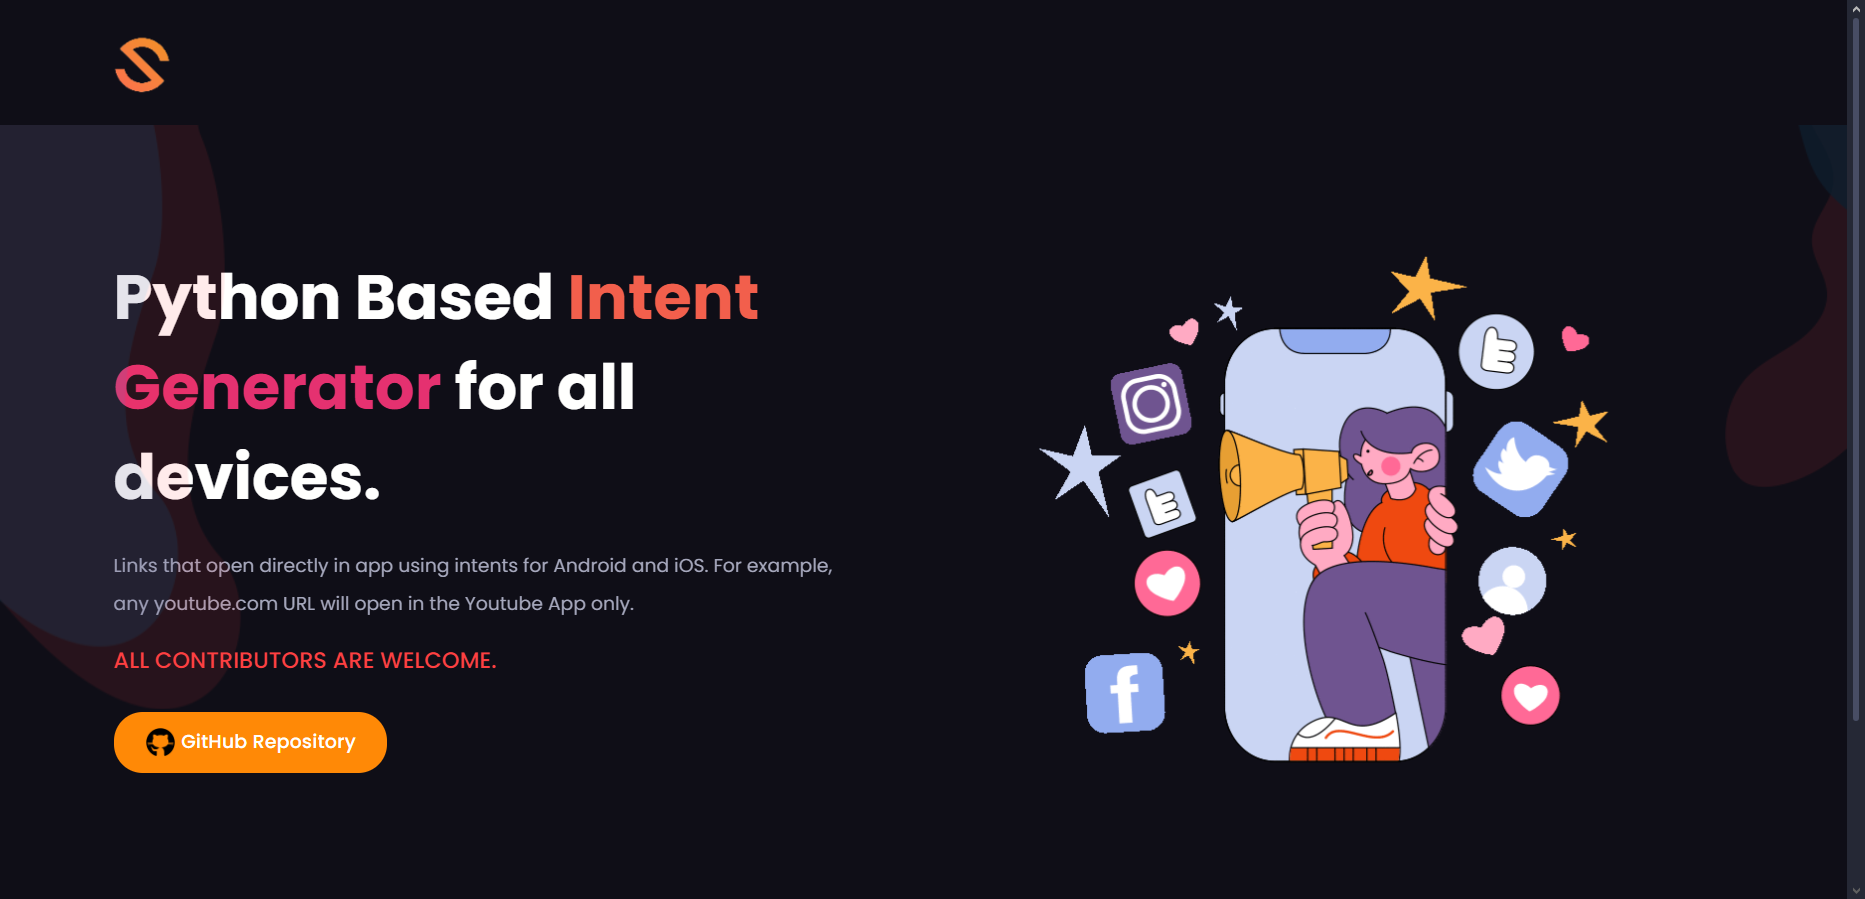 Python Based Intent
Generator for all
devices.
Links that open directly in app using intents for Android and iOS. For example,
any youtube.com URL will open in the Youtube App only.
ALL CONTRIBUTORS ARE WELCOME.
GitHub Repository